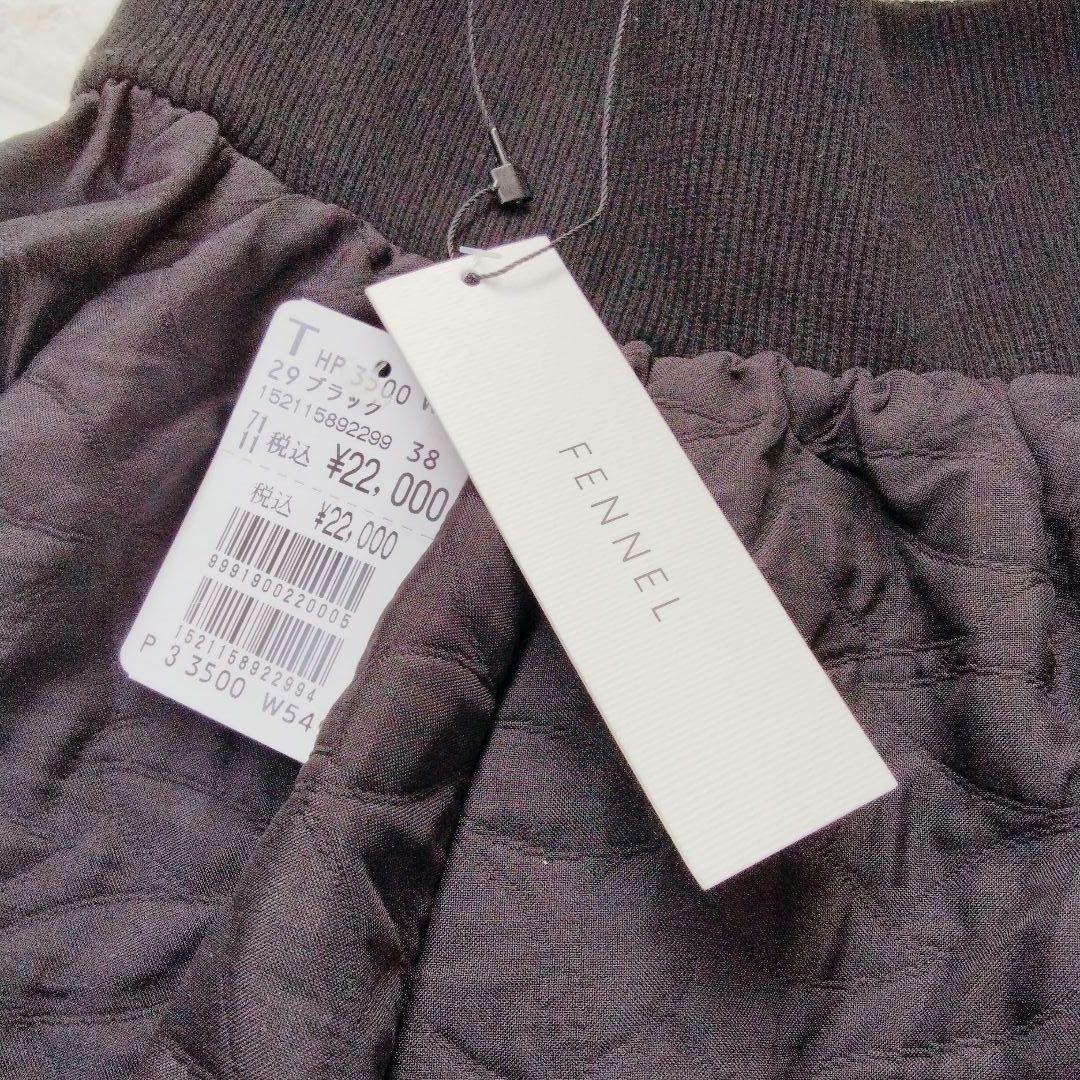 T HP 3500 W
29 ブラック
152115892299 38
71
11 税込 ¥22,000
税込 ¥22,000
9991900220005
1521158922994
P 3 3500 W54
FENNEL